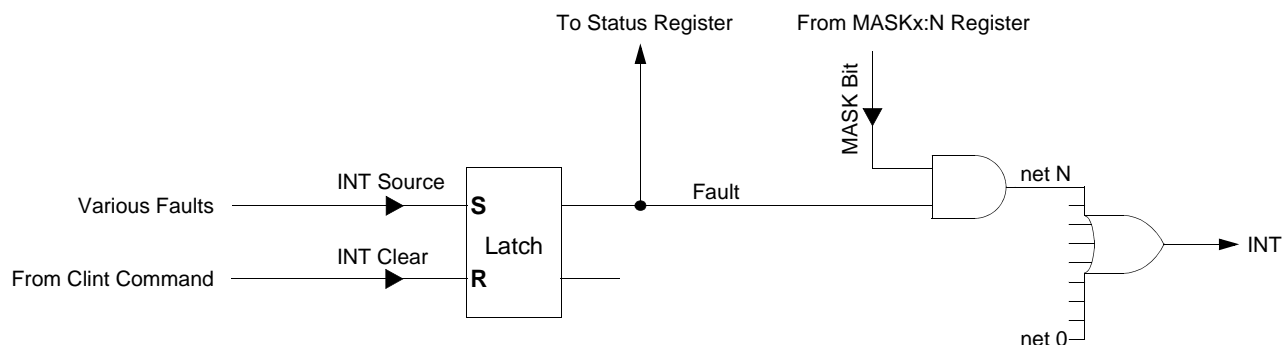 To Status Register
From MASKx:N Register
MASK Bit
INT Source
Various Faults
S
Fault
net N
Latch
INT
INT Clear
From Clint Command
R
net 0